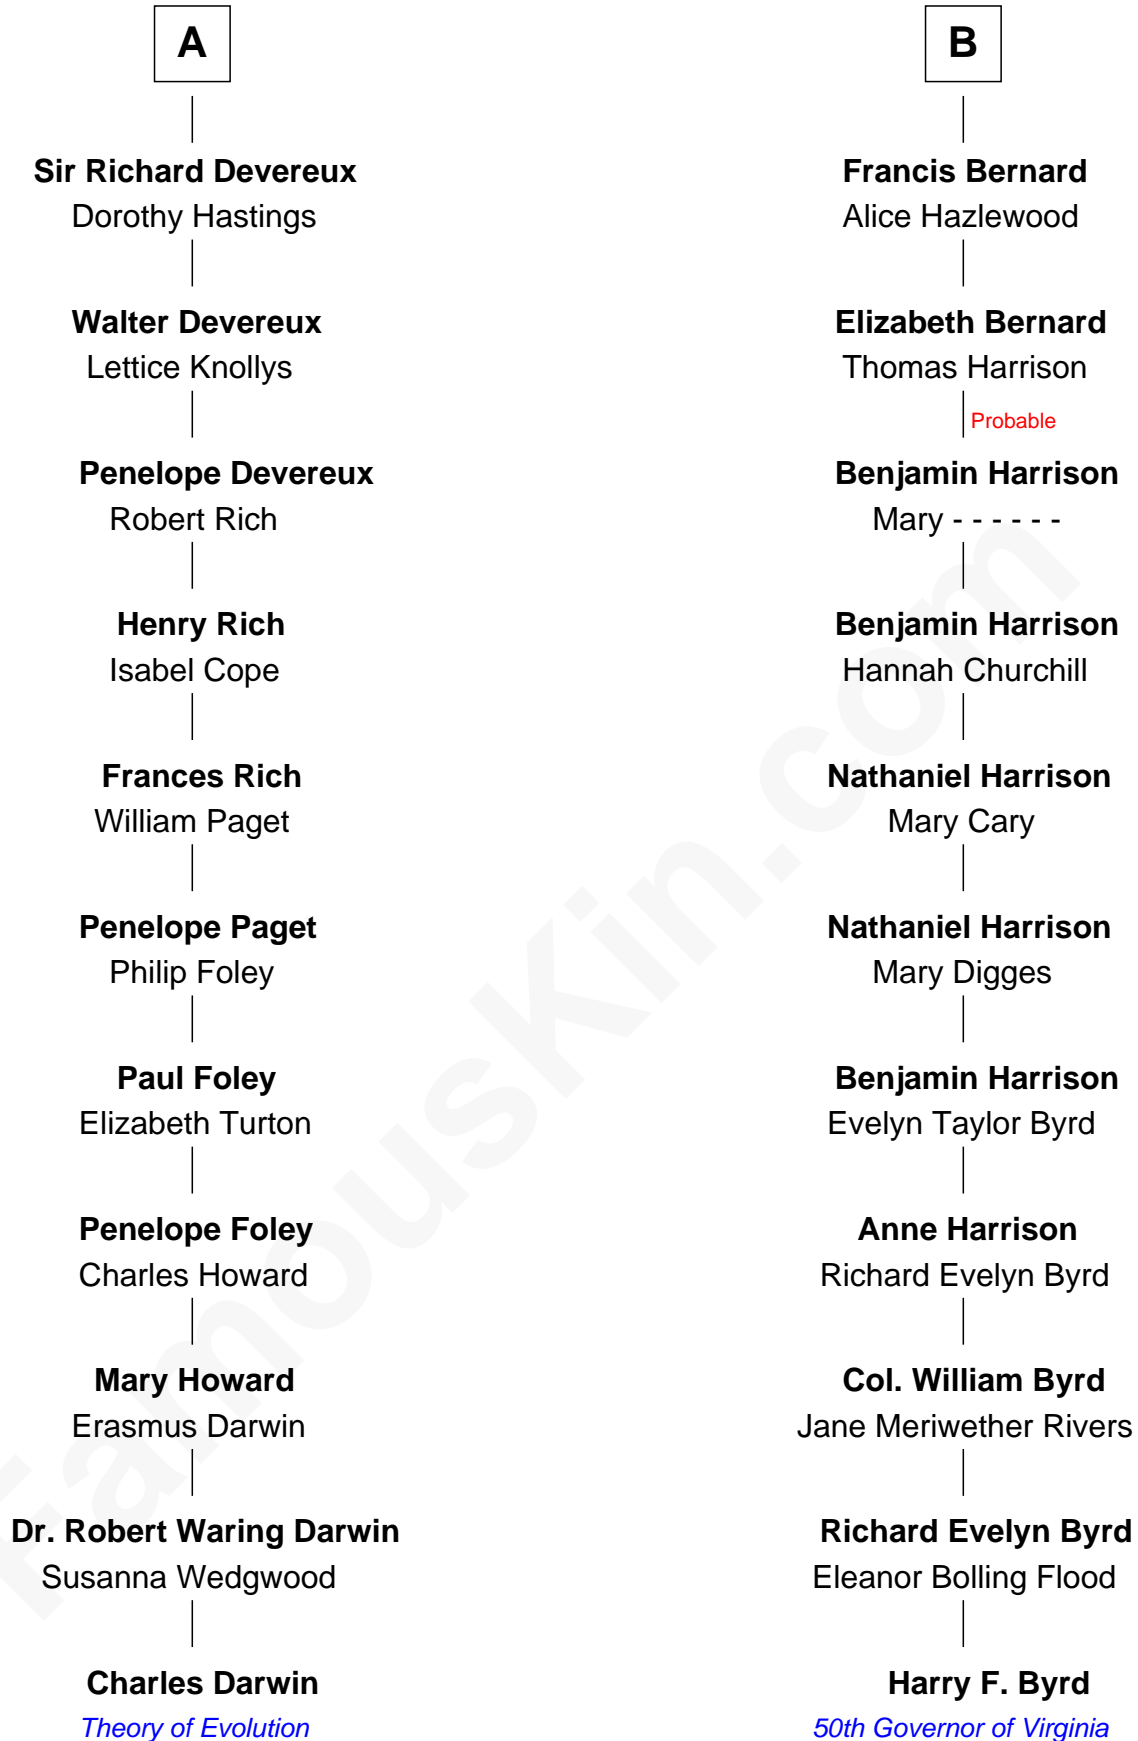 A
Sir Richard Devereux
Dorothy Hastings
Walter Devereux
Lettice Knollys
Penelope Devereux
Robert Rich
Henry Rich
Isabel Cope
Frances Rich
William Paget
Penelope Paget
Philip Foley
Paul Foley
Elizabeth Turton
Penelope Foley
Charles Howard
Mary Howard
Erasmus Darwin
Dr. Robert Waring Darwin
Susanna Wedgwood
Charles Darwin
Theory of Evolution
B
Francis Bernard
Alice Hazlewood
Elizabeth Bernard
Thomas Harrison
Probable
Benjamin Harrison
Mary - - - - - -
Benjamin Harrison
Hannah Churchill
Nathaniel Harrison
Mary Cary
Nathaniel Harrison
Mary Digges
Benjamin Harrison
Evelyn Taylor Byrd
Anne Harrison
Richard Evelyn Byrd
Col. William Byrd
Jane Meriwether Rivers
Richard Evelyn Byrd
Eleanor Bolling Flood
Harry F. Byrd
50th Governor of Virginia
FamousKin.com